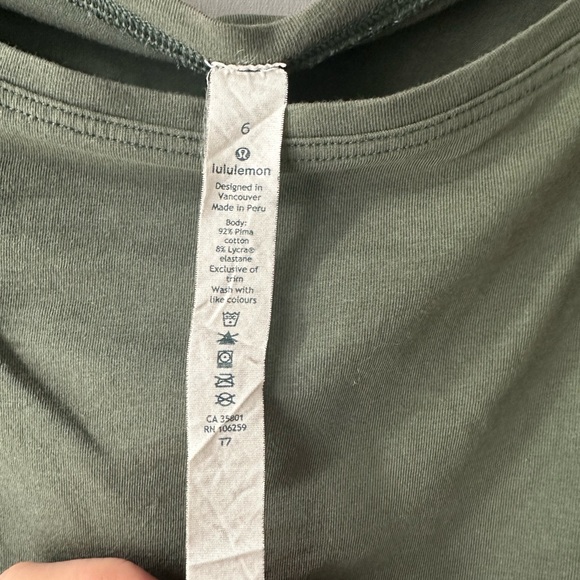 6
lululemon
Designed in
Vancouver
Made in Peru
Body:
92% Pima
cotton
8% Lycra®
elastane
Exclusive of
trim
Wash with
like colours
CA 35801
RN 106259
T7